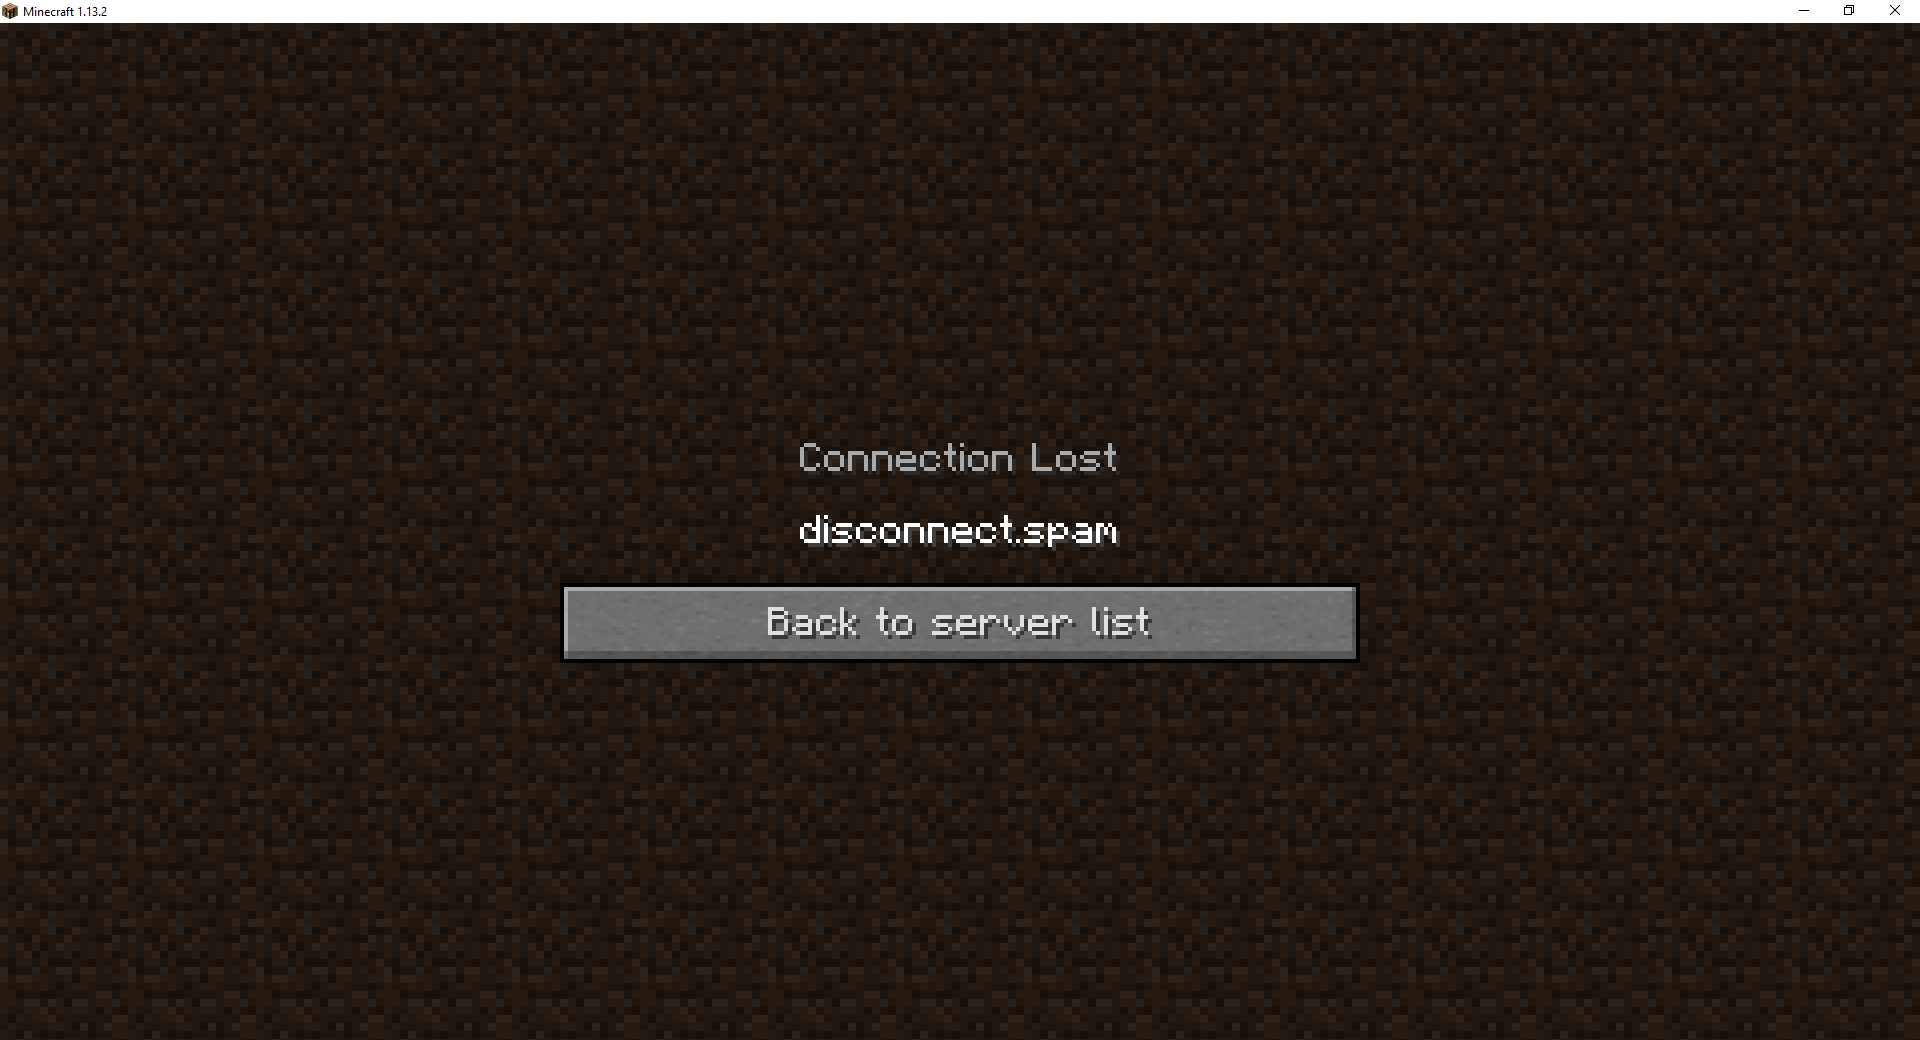 Minecraft 1.13.2
Connection Lost
disconnect.spam
Back to server list